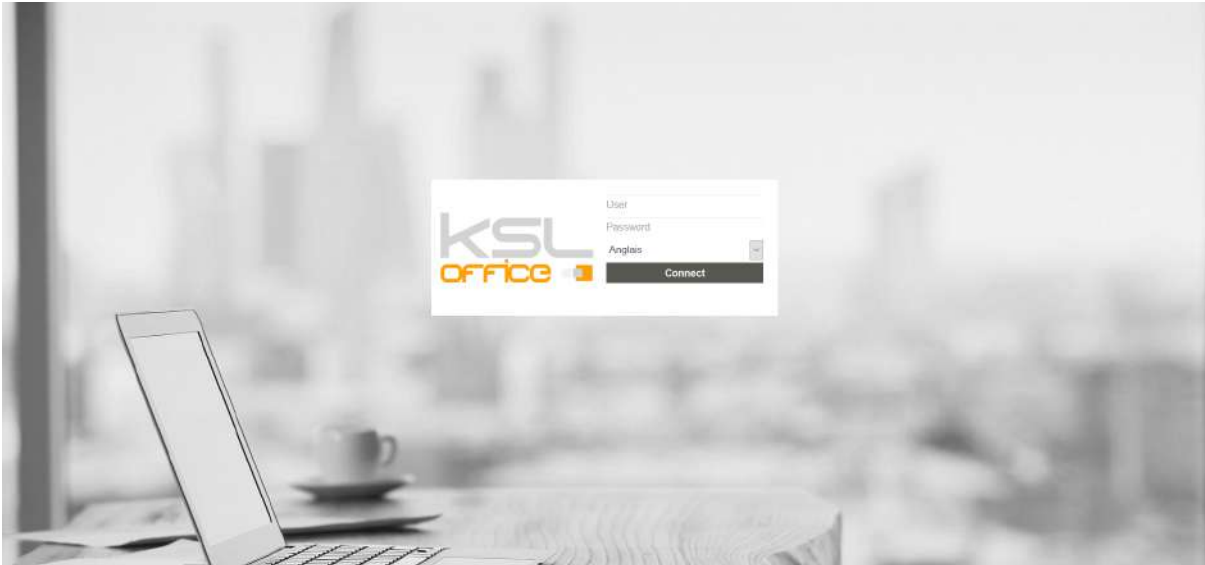 KSL
OFFICE
User
Password
Anglais
Connect